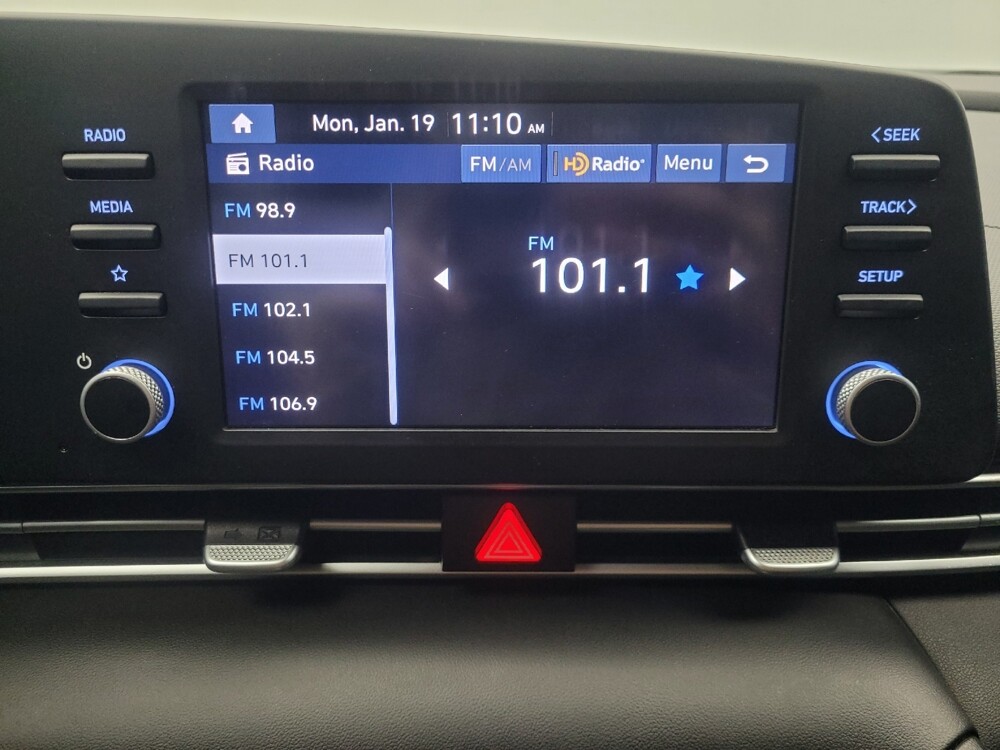 RADIO
MEDIA
Mon, Jan. 19 11:10 AM
Radio FM/AM HD Radio Menu
FM 98.9
FM 101.1
FM 102.1
FM 104.5
FM 106.9
FM
101.1
<SEEK
TRACK>
SETUP